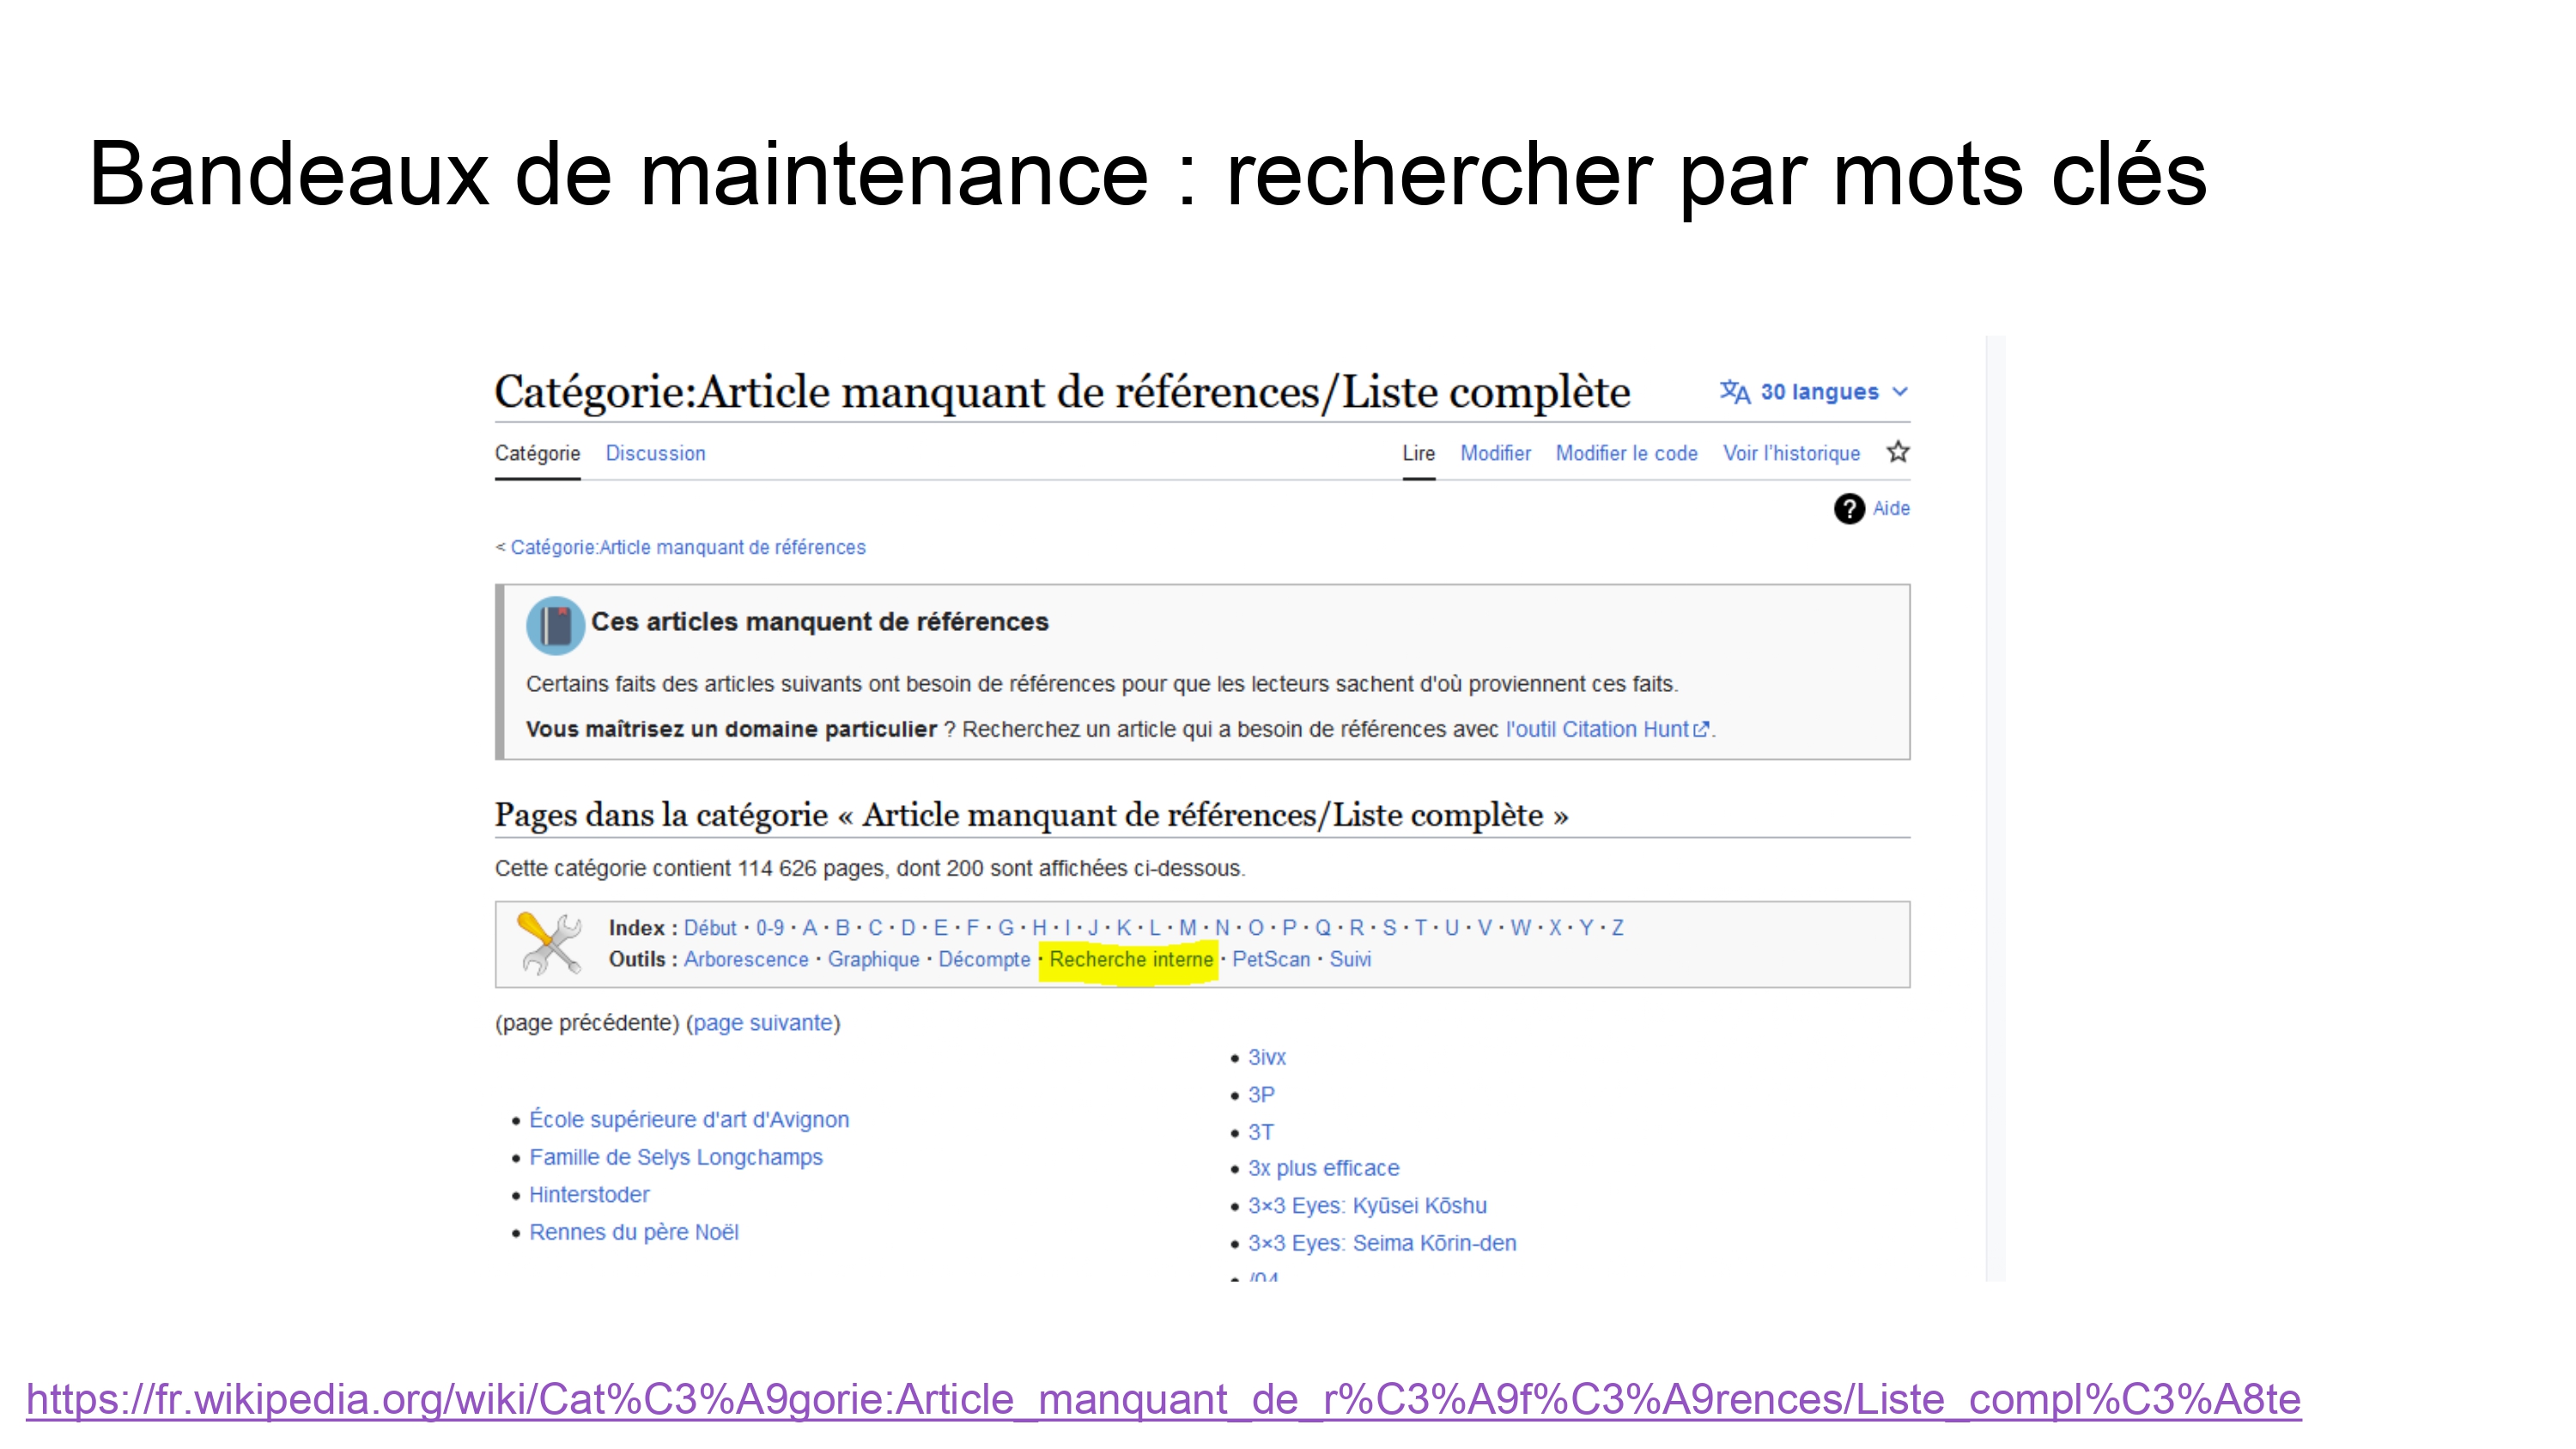 Bandeaux de maintenance : rechercher par mots clés
Catégorie:Article manquant de références/Liste complète
30 langues
Catégorie Discussion Lire Modifier Modifier le code Voir l'historique
? Aide
< Catégorie:Article manquant de références
Ces articles manquent de références
Certains faits des articles suivants ont besoin de références pour que les lecteurs sachent d'où proviennent ces faits.
Vous maîtrisez un domaine particulier ? Recherchez un article qui a besoin de références avec l'outil Citation Hunt.
Pages dans la catégorie « Article manquant de références/Liste complète »
Cette catégorie contient 114 626 pages, dont 200 sont affichées ci-dessous.
Index : Début · 0-9 · A · B · C · D · E · F · G · H · I · J · K · L · M · N · O · P · Q · R · S · T · U · V · W · X · Y · Z
Outils : Arborescence · Graphique · Décompte · Recherche interne · PetScan · Suivi
(page précédente) (page suivante)
École supérieure d'art d'Avignon
Famille de Selys Longchamps
Hinterstoder
Rennes du père Noël
3ivx
3P
3T
3x plus efficace
3×3 Eyes: Kyūsei Kōshu
3×3 Eyes: Seima Kōrin-den
https://fr.wikipedia.org/wiki/Cat%C3%A9gorie:Article_manquant_de_r%C3%A9f%C3%A9rences/Liste_compl%C3%A8te